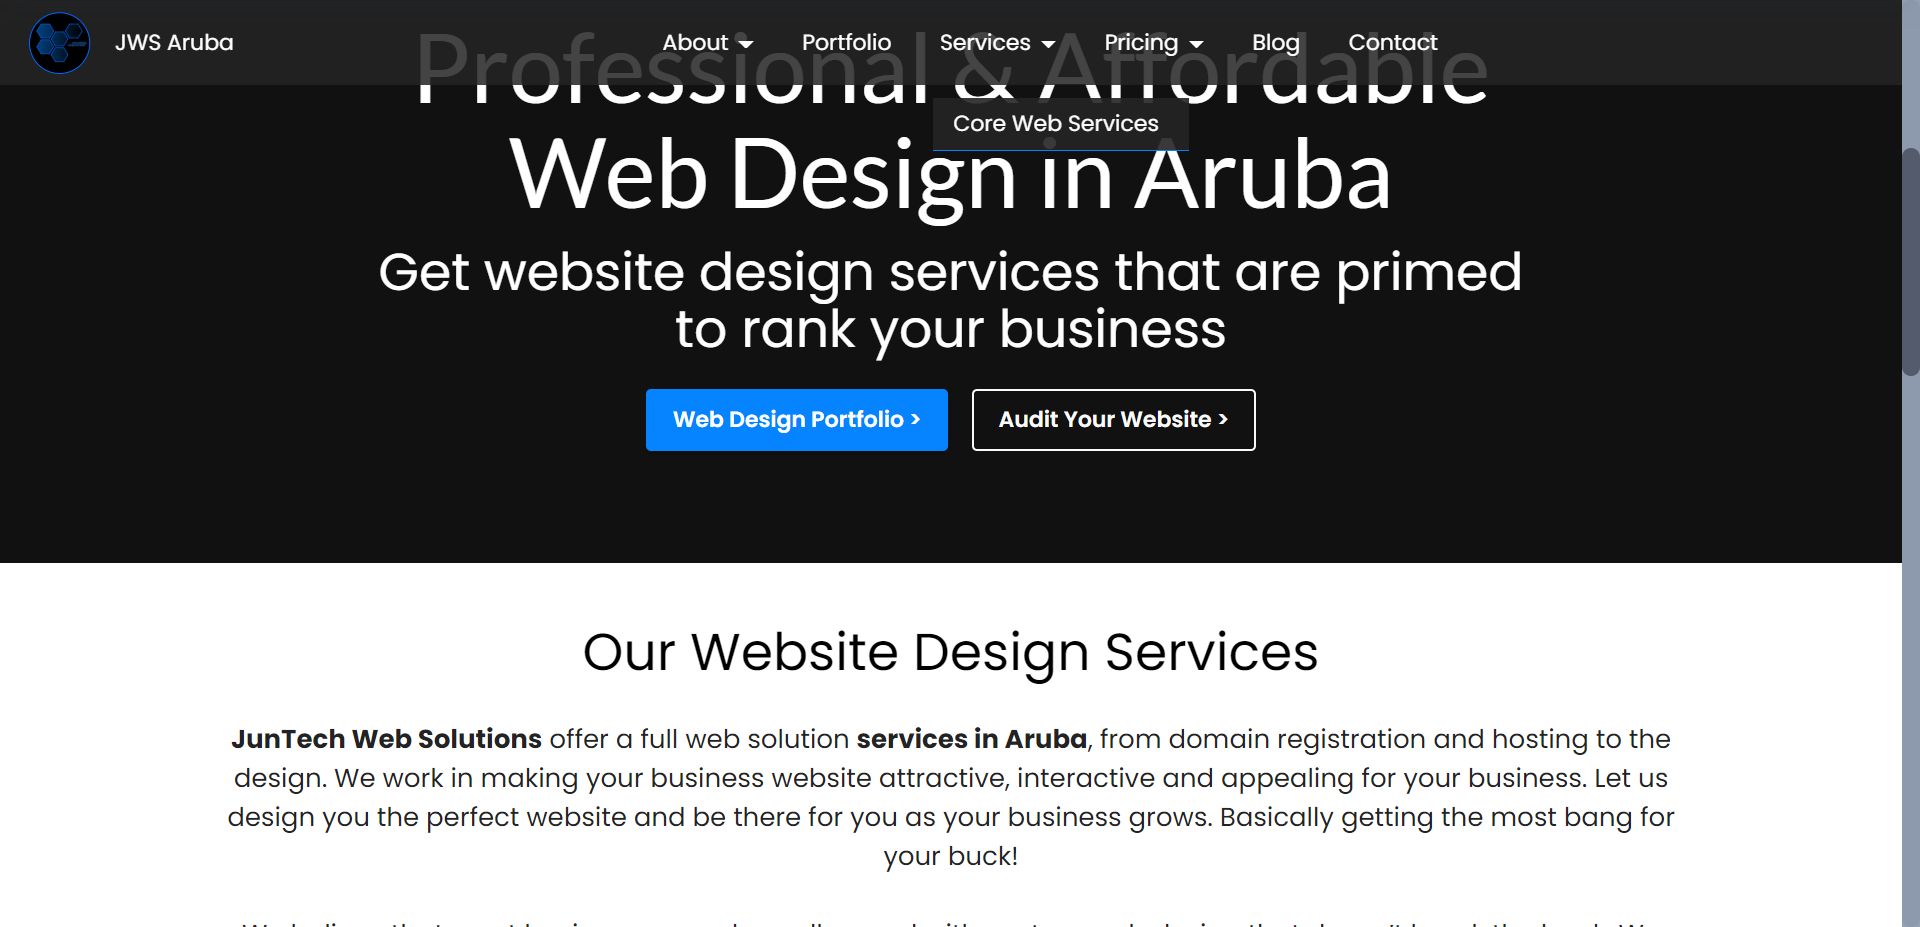 JWS Aruba
About
Portfolio
Services
Pricing
Blog
Contact
Professional & Affordable
Core Web Services
Web Design in Aruba
Get website design services that are primed
to rank your business
Web Design Portfolio >
Audit Your Website >
Our Website Design Services
JunTech Web Solutions offer a full web solution services in Aruba, from domain registration and hosting to the
design. We work in making your business website attractive, interactive and appealing for your business. Let us
design you the perfect website and be there for you as your business grows. Basically getting the most bang for
your buck!